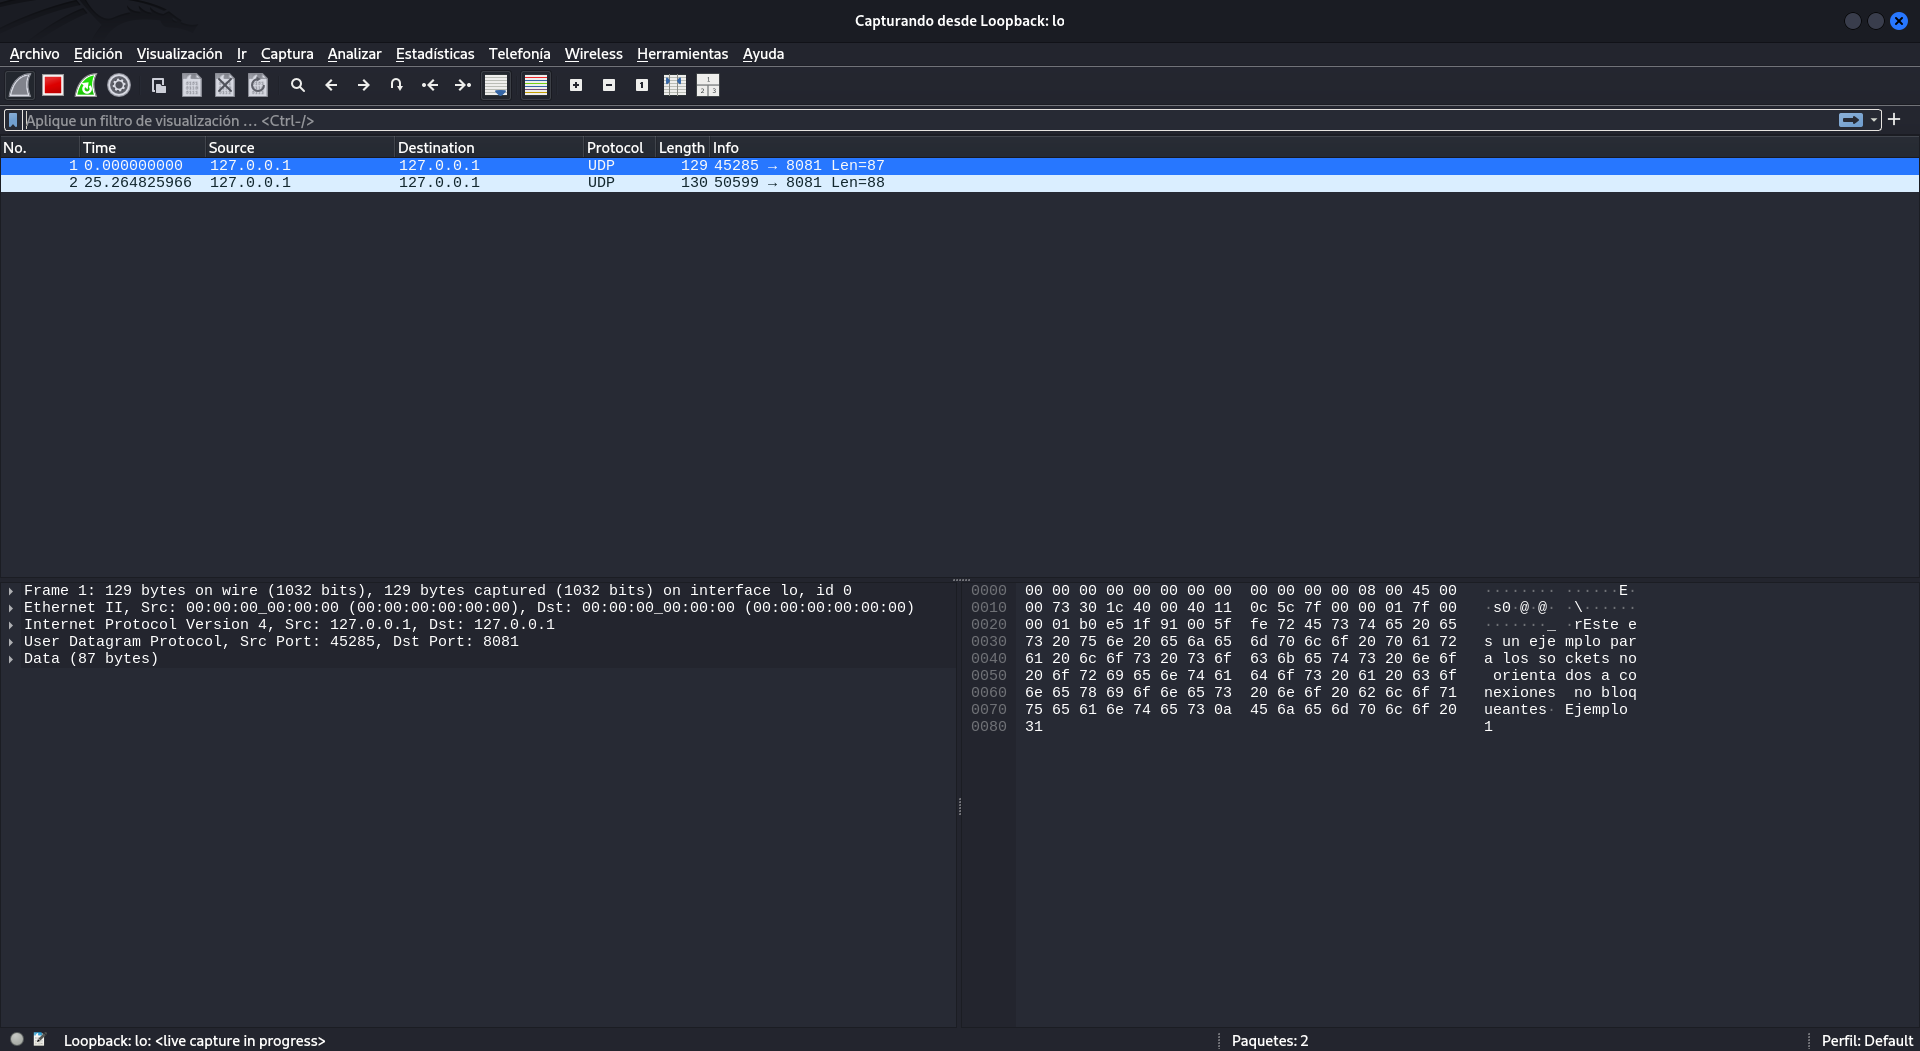 Capturando desde Loopback: lo
Archivo Edición Visualización Ir Captura Analizar Estadísticas Telefonía Wireless Herramientas Ayuda
Aplique un filtro de visualización … <Ctrl-/>
No. Time Source Destination Protocol Length Info
1 0.000000000 127.0.0.1 127.0.0.1 UDP 129 45285 → 8081 Len=87
2 25.264825966 127.0.0.1 127.0.0.1 UDP 130 50599 → 8081 Len=88
Frame 1: 129 bytes on wire (1032 bits), 129 bytes captured (1032 bits) on interface lo, id 0
Ethernet II, Src: 00:00:00_00:00:00 (00:00:00:00:00:00), Dst: 00:00:00_00:00:00 (00:00:00:00:00:00)
Internet Protocol Version 4, Src: 127.0.0.1, Dst: 127.0.0.1
User Datagram Protocol, Src Port: 45285, Dst Port: 8081
Data (87 bytes)
0000 00 00 00 00 00 00 00 00 00 00 00 00 08 00 45 00 ········ ······E·
0010 00 73 30 1c 40 00 40 11 0c 5c 7f 00 00 01 7f 00 ·s0·@·@· ·\······
0020 00 01 b0 e5 1f 91 00 5f fe 72 45 73 74 65 20 65 ·······_ ·rEste e
0030 73 20 75 6e 20 65 6a 65 6d 70 6c 6f 20 70 61 72 s un eje mplo par
0040 61 20 6c 6f 73 20 73 6f 63 6b 65 74 73 20 6e 6f a los so ckets no
0050 20 6f 72 69 65 6e 74 61 64 6f 73 20 61 20 63 6f orienta dos a co
0060 6e 65 78 69 6f 6e 65 73 20 6e 6f 20 62 6c 6f 71 nexiones no bloq
0070 75 65 61 6e 74 65 73 0a 45 6a 65 6d 70 6c 6f 20 ueantes· Ejemplo
0080 31 1
Loopback: lo: <live capture in progress> Paquetes: 2 Perfil: Default